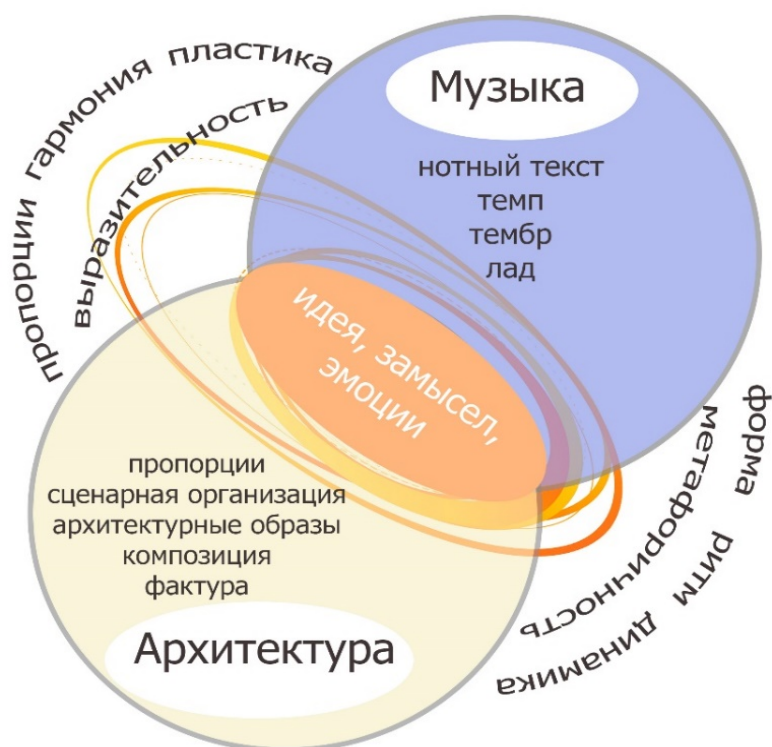 пропорции гармония пластика
выразительность
Музыка
нотный текст
темп
тембр
лад
идея, замысел,
эмоции
пропорции
сценарная организация
архитектурные образы
композиция
фактура
Архитектура
форма ритм динамика
метафоричность